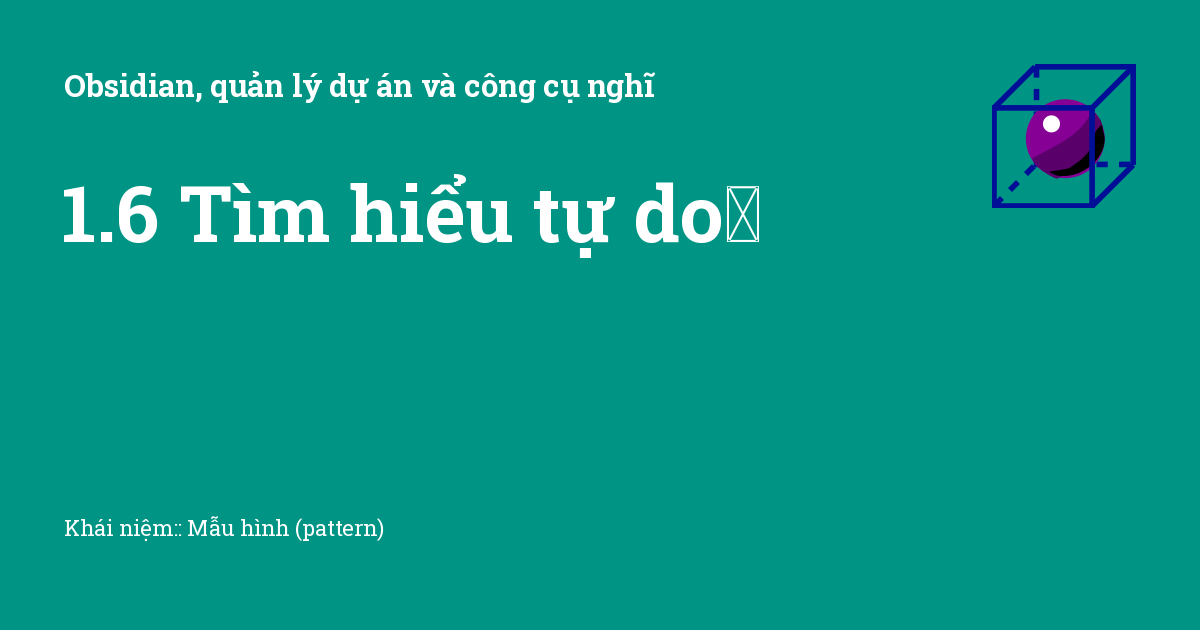 Obsidian, quản lý dự án và công cụ nghĩ
1.6 Tìm hiểu tự do
Khái niệm:: Mẫu hình (pattern)